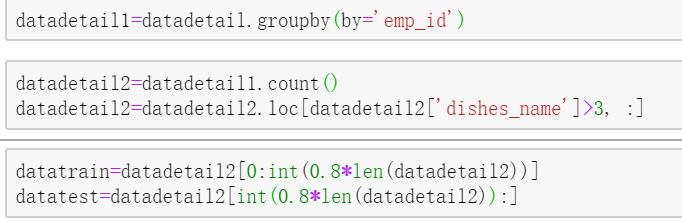 datadetail1=datadetail.groupby(by='emp_id')
datadetail2=datadetail1.count()
datadetail2=datadetail2.loc[datadetail2['dishes_name']>3, :]
datatrain=datadetail2[0:int(0.8*len(datadetail2))]
datatest=datadetail2[int(0.8*len(datadetail2)):]